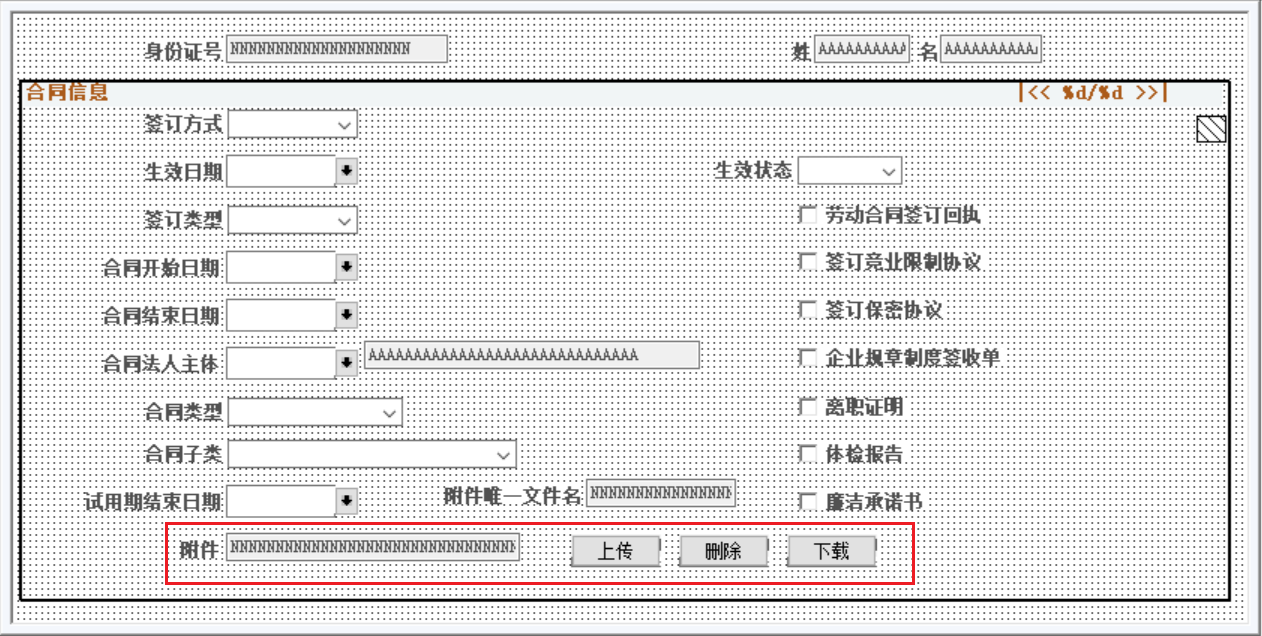 身份证号 NNNNNNNNNNNNNNNNNNNN 姓 AAAAAAAAAA 名 AAAAAAAAAA
合同信息 |<< %d/%d >>|
签订方式
生效日期 生效状态
签订类型 劳动合同签订回执
合同开始日期 签订竞业限制协议
合同结束日期 签订保密协议
合同法人主体 AAAAAAAAAAAAAAAAAAAAAAAAAAAAAA 企业规章制度签收单
合同类型 离职证明
合同子类 体检报告
试用期结束日期 附件唯一文件名 NNNNNNNNNNNNNNNN 廉洁承诺书
附件 NNNNNNNNNNNNNNNNNNNNNNNNNNNNNNNN 上传 删除 下载